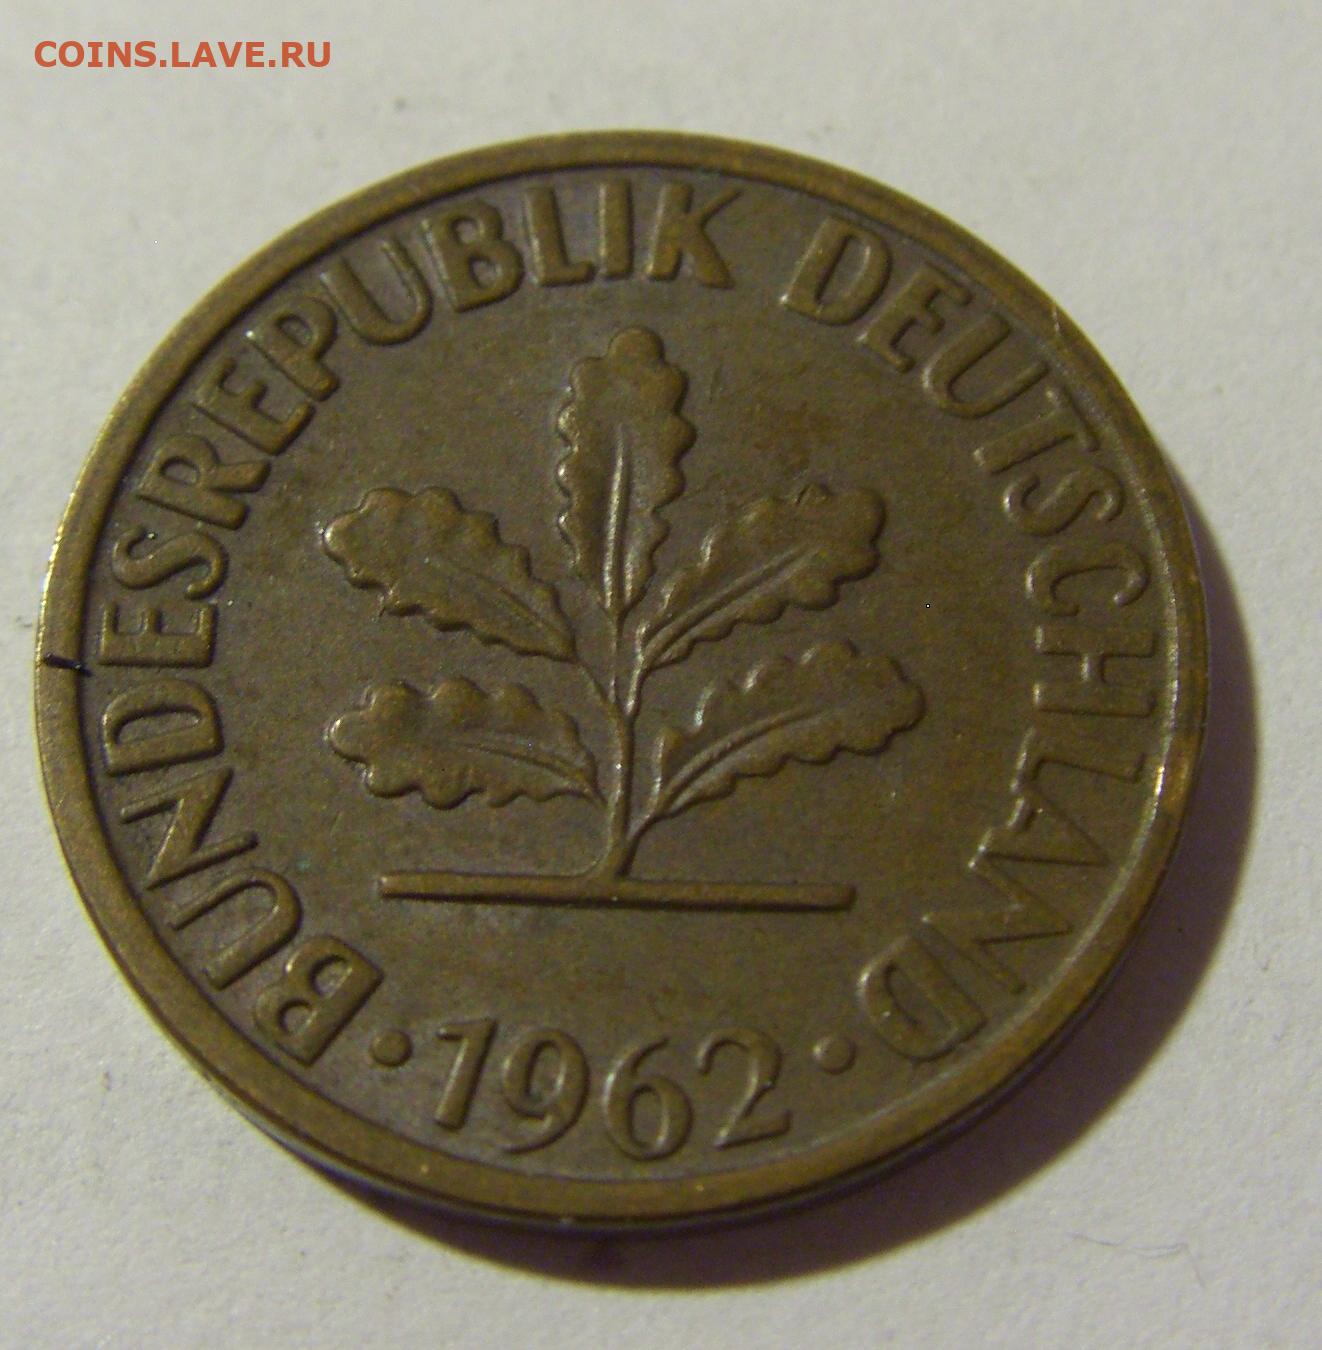 COINS.LAVE.RU
BUNDESREPUBLIK DEUTSCHLAND
· 1962 ·